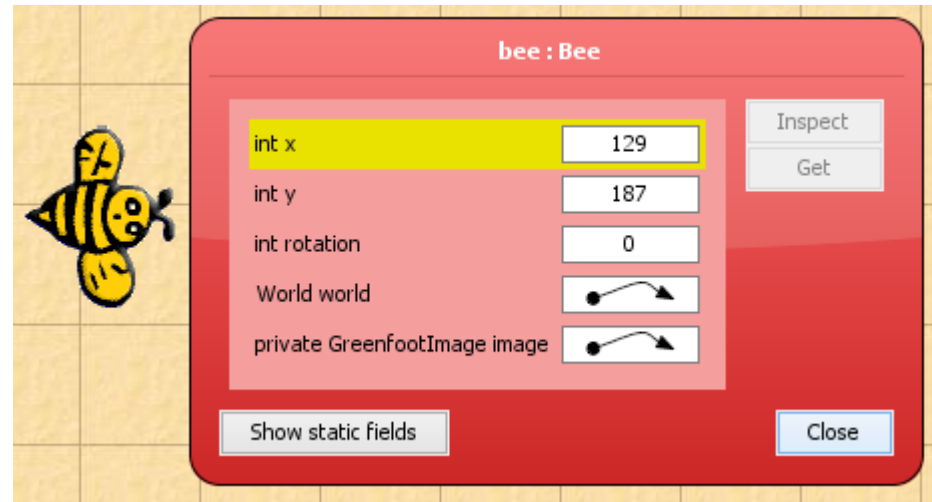 bee : Bee
int x 129
Inspect
Get
int y 187
int rotation 0
World world
private GreenfootImage image
Show static fields
Close